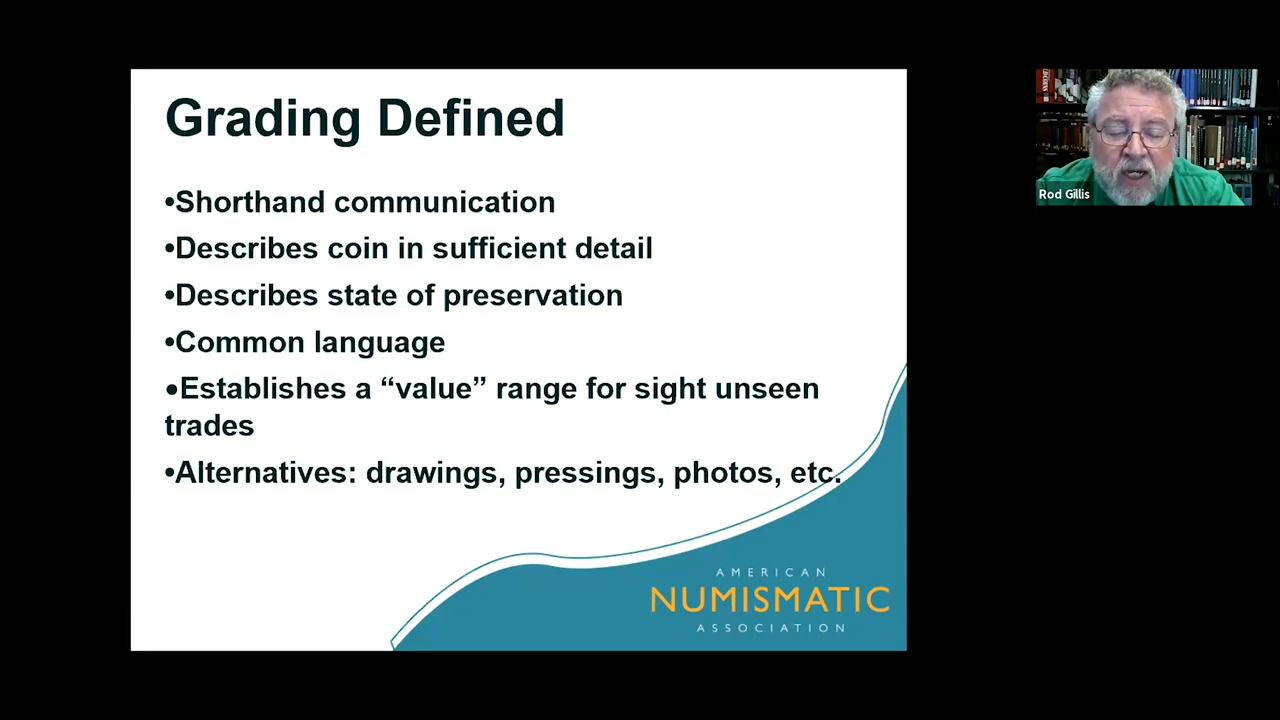 Grading Defined
•Shorthand communication
•Describes coin in sufficient detail
•Describes state of preservation
•Common language
•Establishes a “value” range for sight unseen
trades
•Alternatives: drawings, pressings, photos, etc.
AMERICAN
NUMISMATIC
ASSOCIATION
Rod Gillis